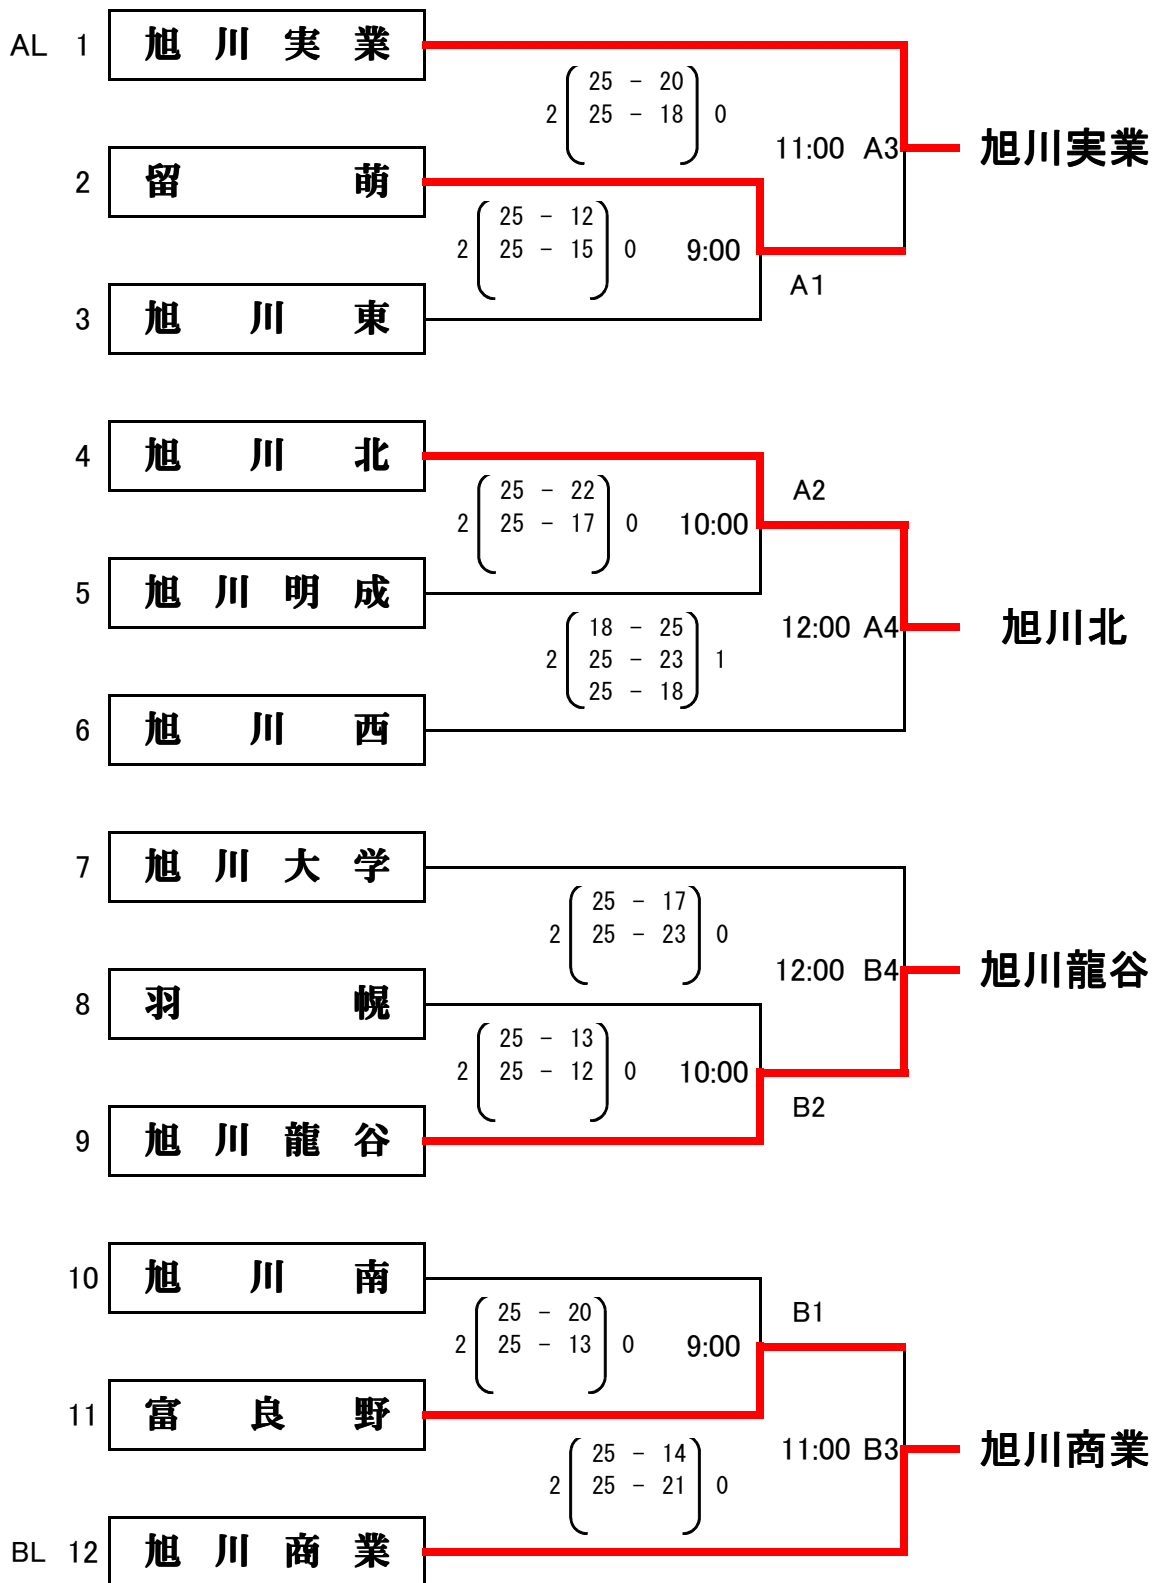 AL 1 旭川実業
25 - 20
2 25 - 18 0
11:00 A3 旭川実業
2 留萌
25 - 12
2 25 - 15 0 9:00
A1
3 旭川東
4 旭川北
25 - 22
2 25 - 17 0 10:00
A2
5 旭川明成
18 - 25
2 25 - 23 1
25 - 18
12:00 A4 旭川北
6 旭川西
7 旭川大学
25 - 17
2 25 - 23 0
12:00 B4 旭川龍谷
8 羽幌
25 - 13
2 25 - 12 0 10:00
B2
9 旭川龍谷
10 旭川南
25 - 20
2 25 - 13 0 9:00
B1
11 富良野
25 - 14
2 25 - 21 0
11:00 B3 旭川商業
BL 12 旭川商業